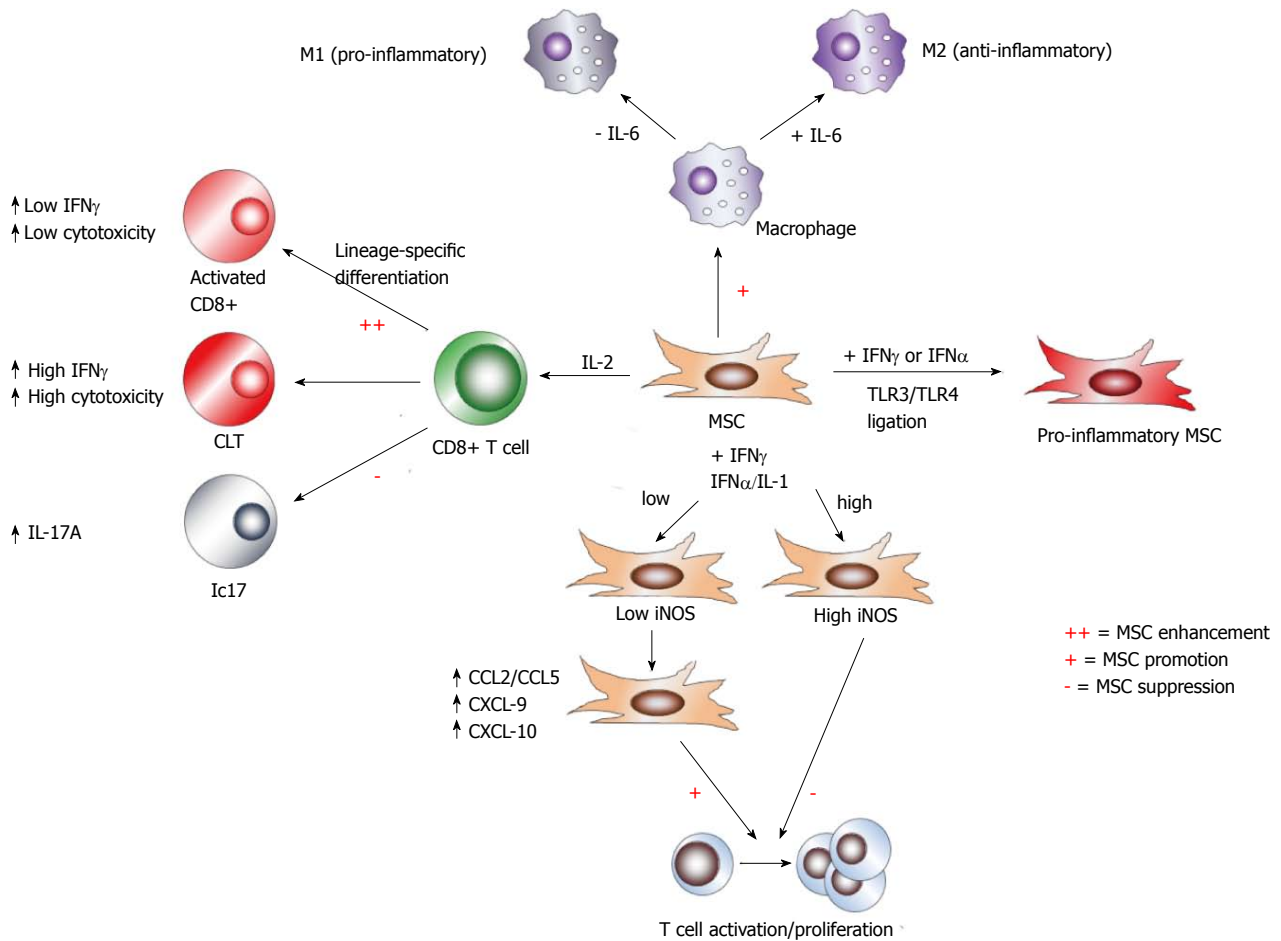 M1 (pro-inflammatory)
M2 (anti-inflammatory)
- IL-6
+ IL-6
Macrophage
+
Low IFNγ
Low cytotoxicity
Activated
CD8+
Lineage-specific
differentiation
++
High IFNγ
High cytotoxicity
CLT
CD8+ T cell
IL-2
-
IL-17A
Ic17
MSC
+ IFNγ or IFNα
TLR3/TLR4
ligation
Pro-inflammatory MSC
+ IFNγ
IFNα/IL-1
low
high
Low iNOS
High iNOS
CCL2/CCL5
CXCL-9
CXCL-10
+
-
T cell activation/proliferation
++ = MSC enhancement
+ = MSC promotion
- = MSC suppression